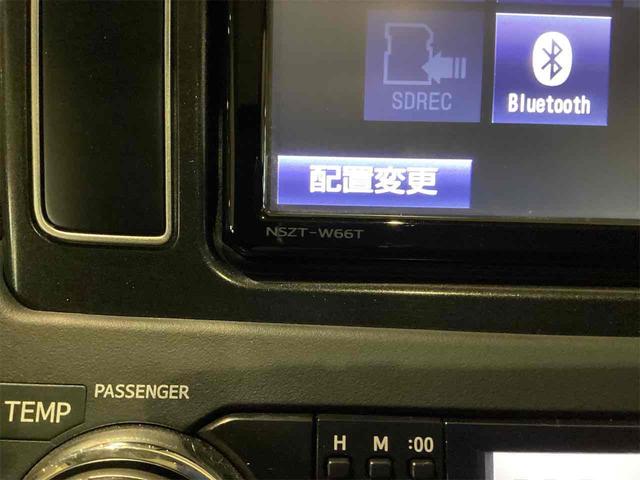 SDREC
Bluetooth
配置変更
NSZT-W66T
PASSENGER
TEMP
H M :00